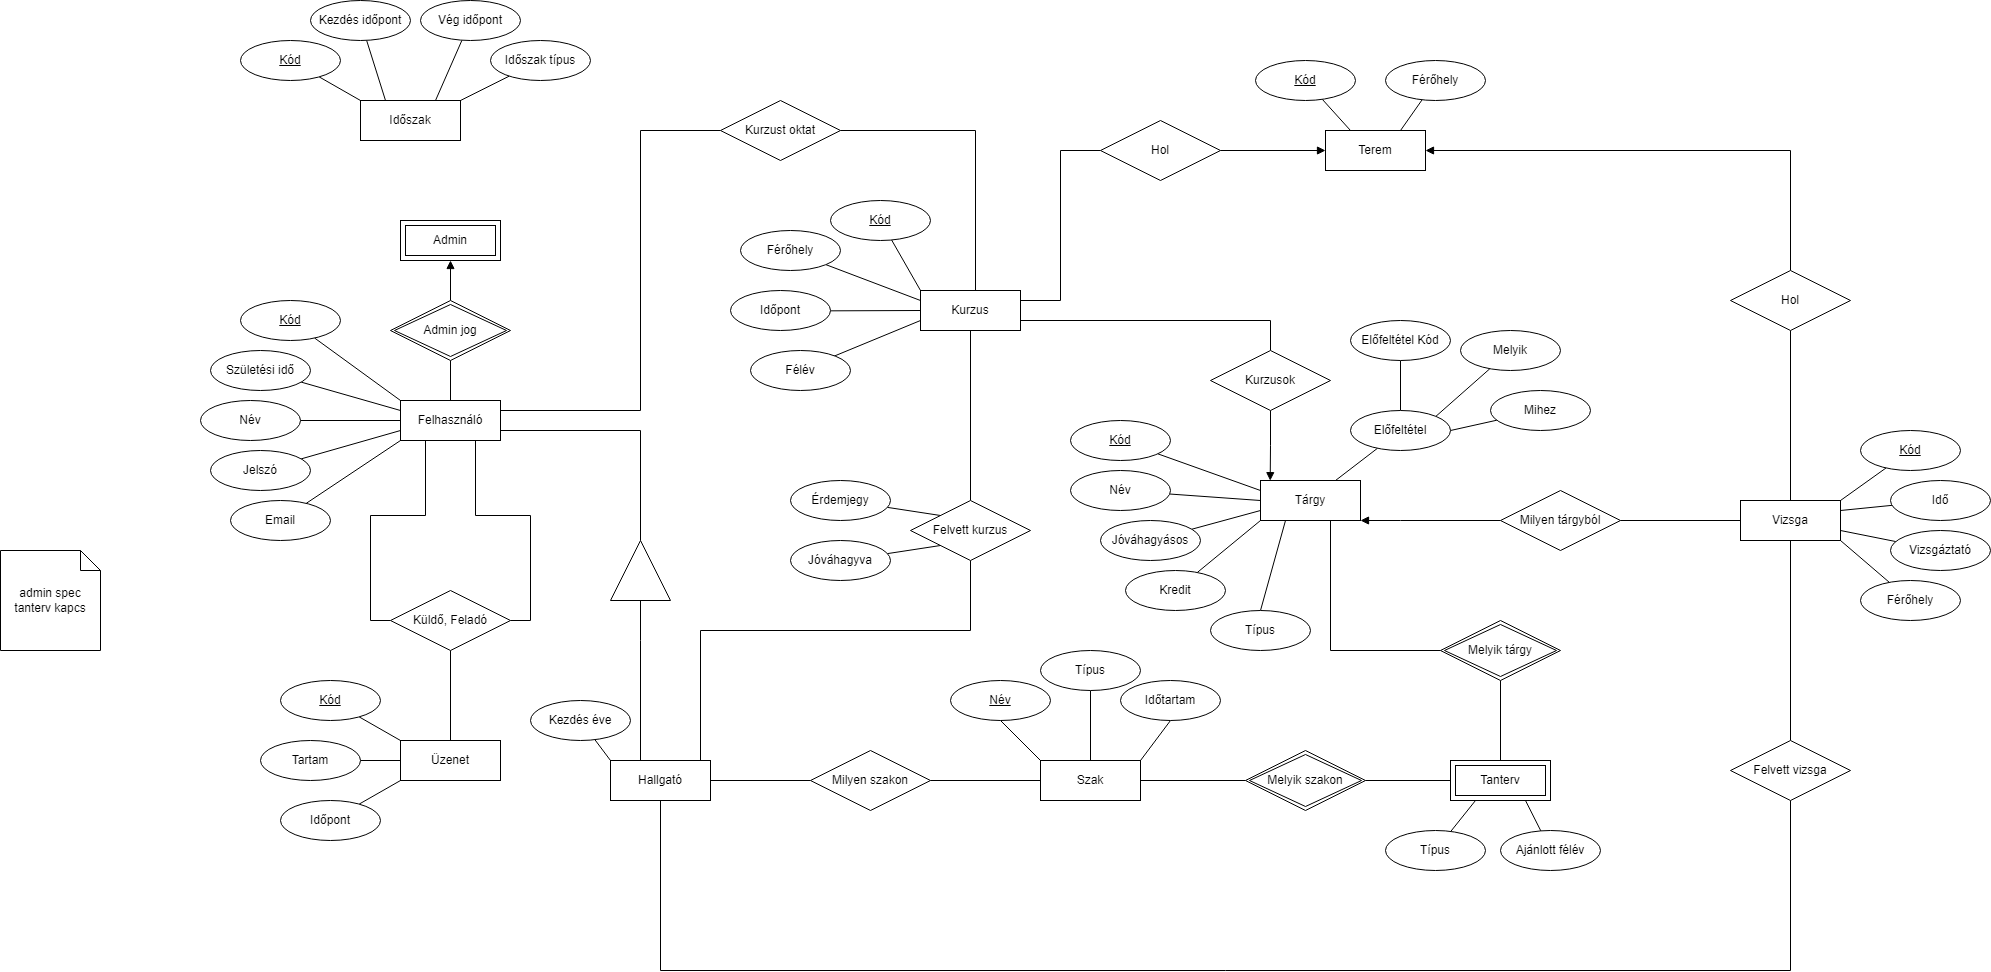 Kezdés időpont
Vég időpont
Kód
Időszak típus
Időszak
Kód
Férőhely
Kurzust oktat
Hol
Terem
Kód
Admin
Férőhely
Kód
Admin jog
Időpont
Kurzus
Hol
Születési idő
Félév
Előfeltétel Kód
Melyik
Név
Felhasználó
Kurzusok
Mihez
Jelszó
Kód
Előfeltétel
Kód
Email
Érdemjegy
Név
Tárgy
Idő
Felvett kurzus
Milyen tárgyból
Vizsga
Jóváhagyva
Jóváhagyásos
Vizsgáztató
admin spec
tanterv kapcs
Kredit
Férőhely
Küldő, Feladó
Típus
Melyik tárgy
Kód
Típus
Név
Időtartam
Kezdés éve
Tartam
Üzenet
Hallgató
Milyen szakon
Szak
Melyik szakon
Tanterv
Felvett vizsga
Időpont
Típus
Ajánlott félév